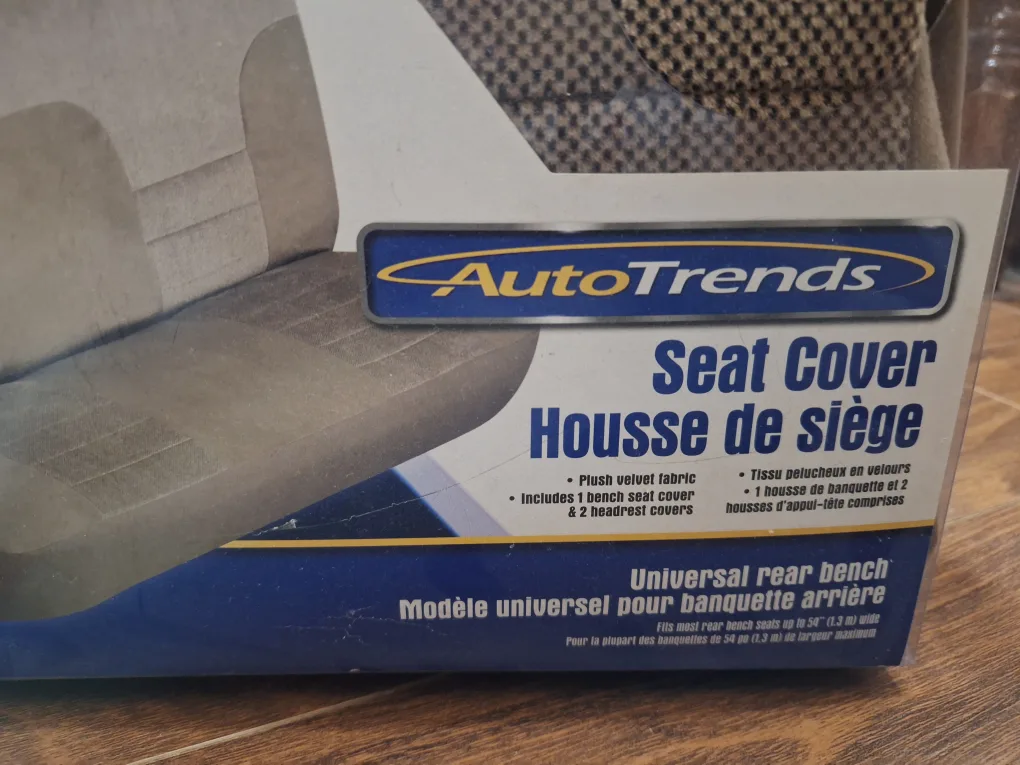 AutoTrends
Seat Cover
Housse de siège
• Plush velvet fabric
• Includes 1 bench seat cover
& 2 headrest covers
• Tissu pelucheux en velours
• 1 housse de banquette et 2
housses d'appui-tête comprises
Universal rear bench
Modèle universel pour banquette arrière
Fits most rear bench seats up to 54" (1.3 m) wide
Pour la plupart des banquettes de 54 po (1,3 m) de largeur maximum